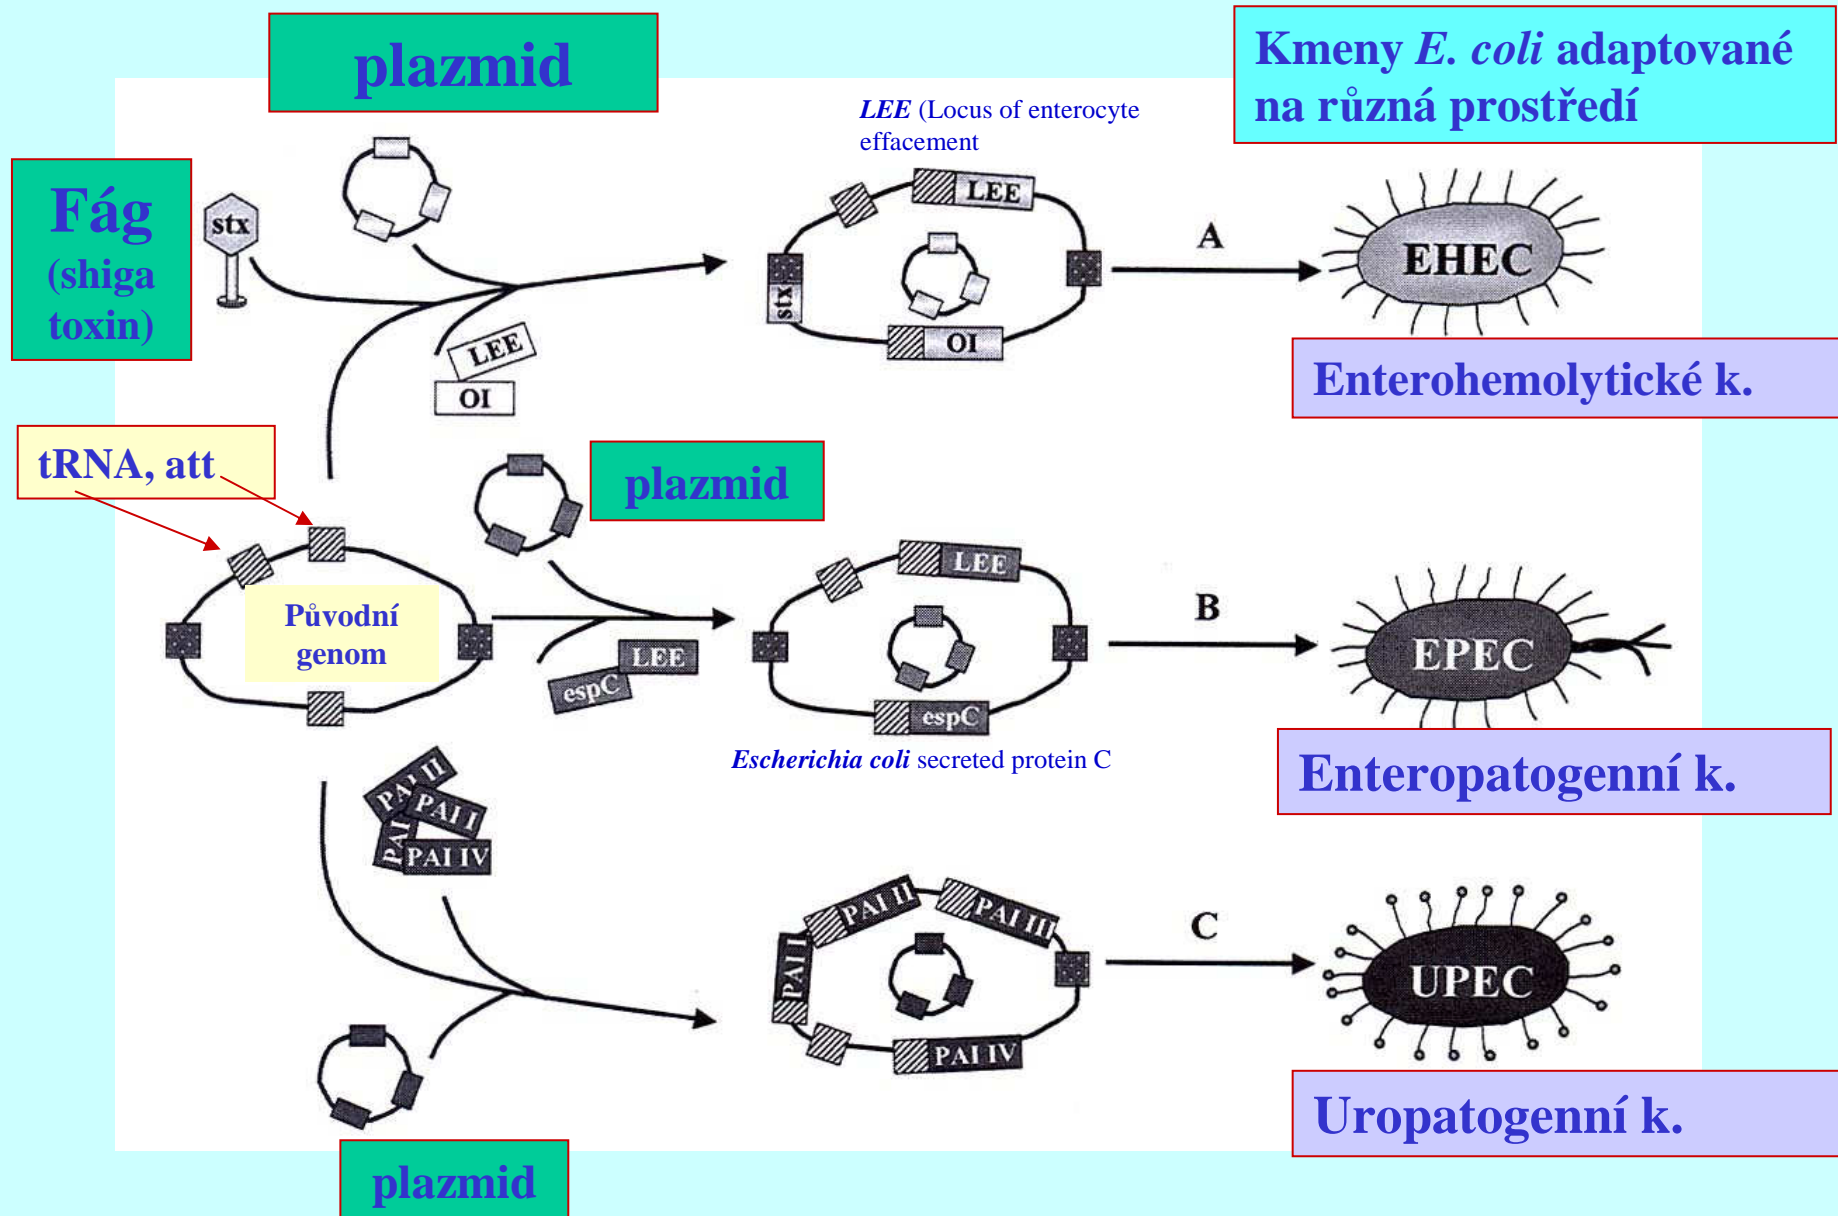 plazmid
Kmeny E. coli adaptované
na různá prostředí
LEE (Locus of enterocyte
effacement
Fág
(shiga
toxin)
stx
LEE
OI
LEE
stx
OI
A
EHEC
Enterohemolytické k.
tRNA, att
plazmid
Původní
genom
LEE
espC
LEE
espC
B
EPEC
Escherichia coli secreted protein C
Enteropatogenní k.
PAI II
PAI I
PAI
PAI IV
PAI I
PAI II
PAI III
PAI IV
C
UPEC
Uropatogenní k.
plazmid